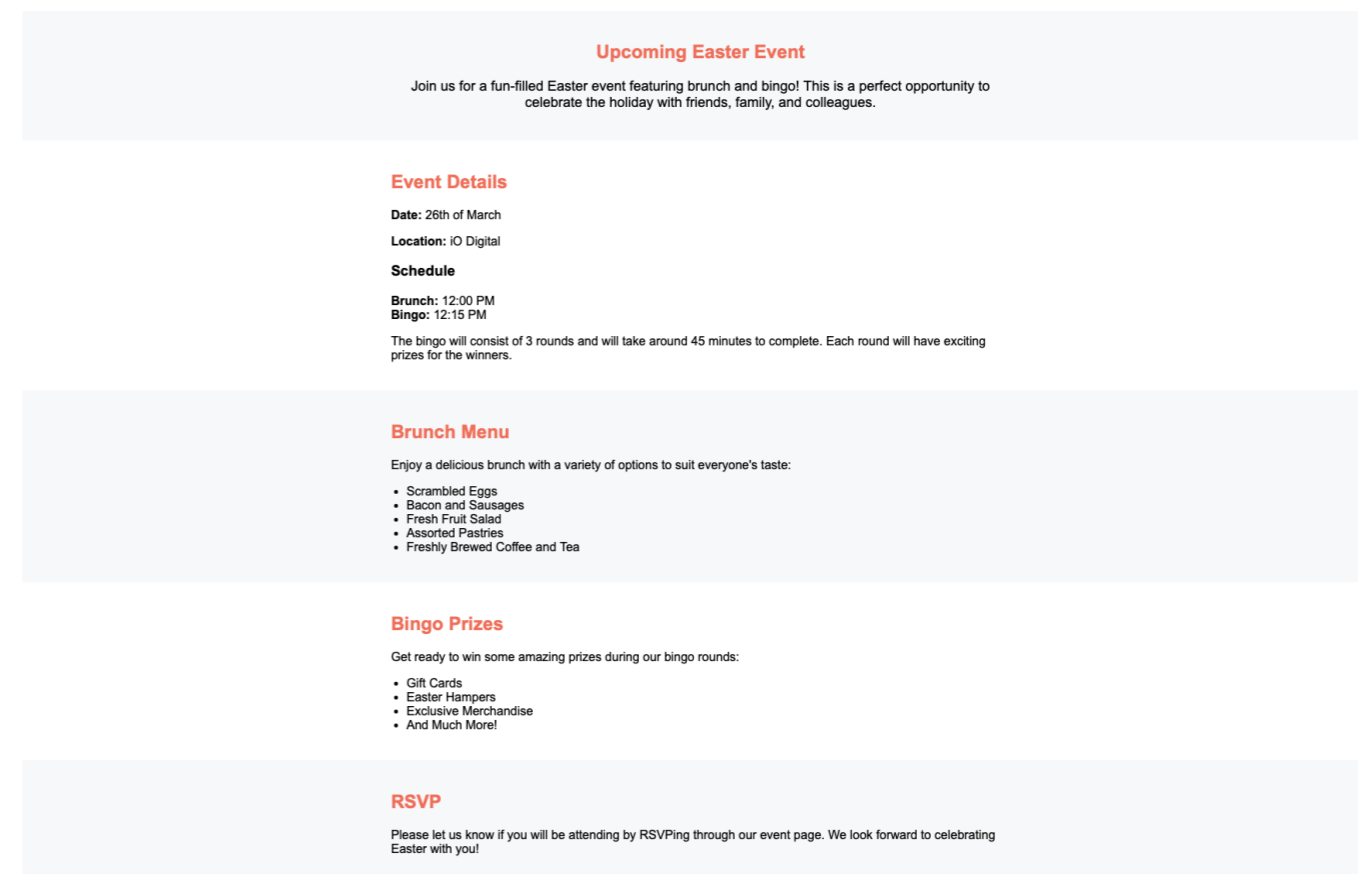 Upcoming Easter Event
Join us for a fun-filled Easter event featuring brunch and bingo! This is a perfect opportunity to
celebrate the holiday with friends, family, and colleagues.
Event Details
Date: 26th of March
Location: iO Digital
Schedule
Brunch: 12:00 PM
Bingo: 12:15 PM
The bingo will consist of 3 rounds and will take around 45 minutes to complete. Each round will have exciting
prizes for the winners.
Brunch Menu
Enjoy a delicious brunch with a variety of options to suit everyone's taste:
• Scrambled Eggs
• Bacon and Sausages
• Fresh Fruit Salad
• Assorted Pastries
• Freshly Brewed Coffee and Tea
Bingo Prizes
Get ready to win some amazing prizes during our bingo rounds:
• Gift Cards
• Easter Hampers
• Exclusive Merchandise
• And Much More!
RSVP
Please let us know if you will be attending by RSVPing through our event page. We look forward to celebrating
Easter with you!